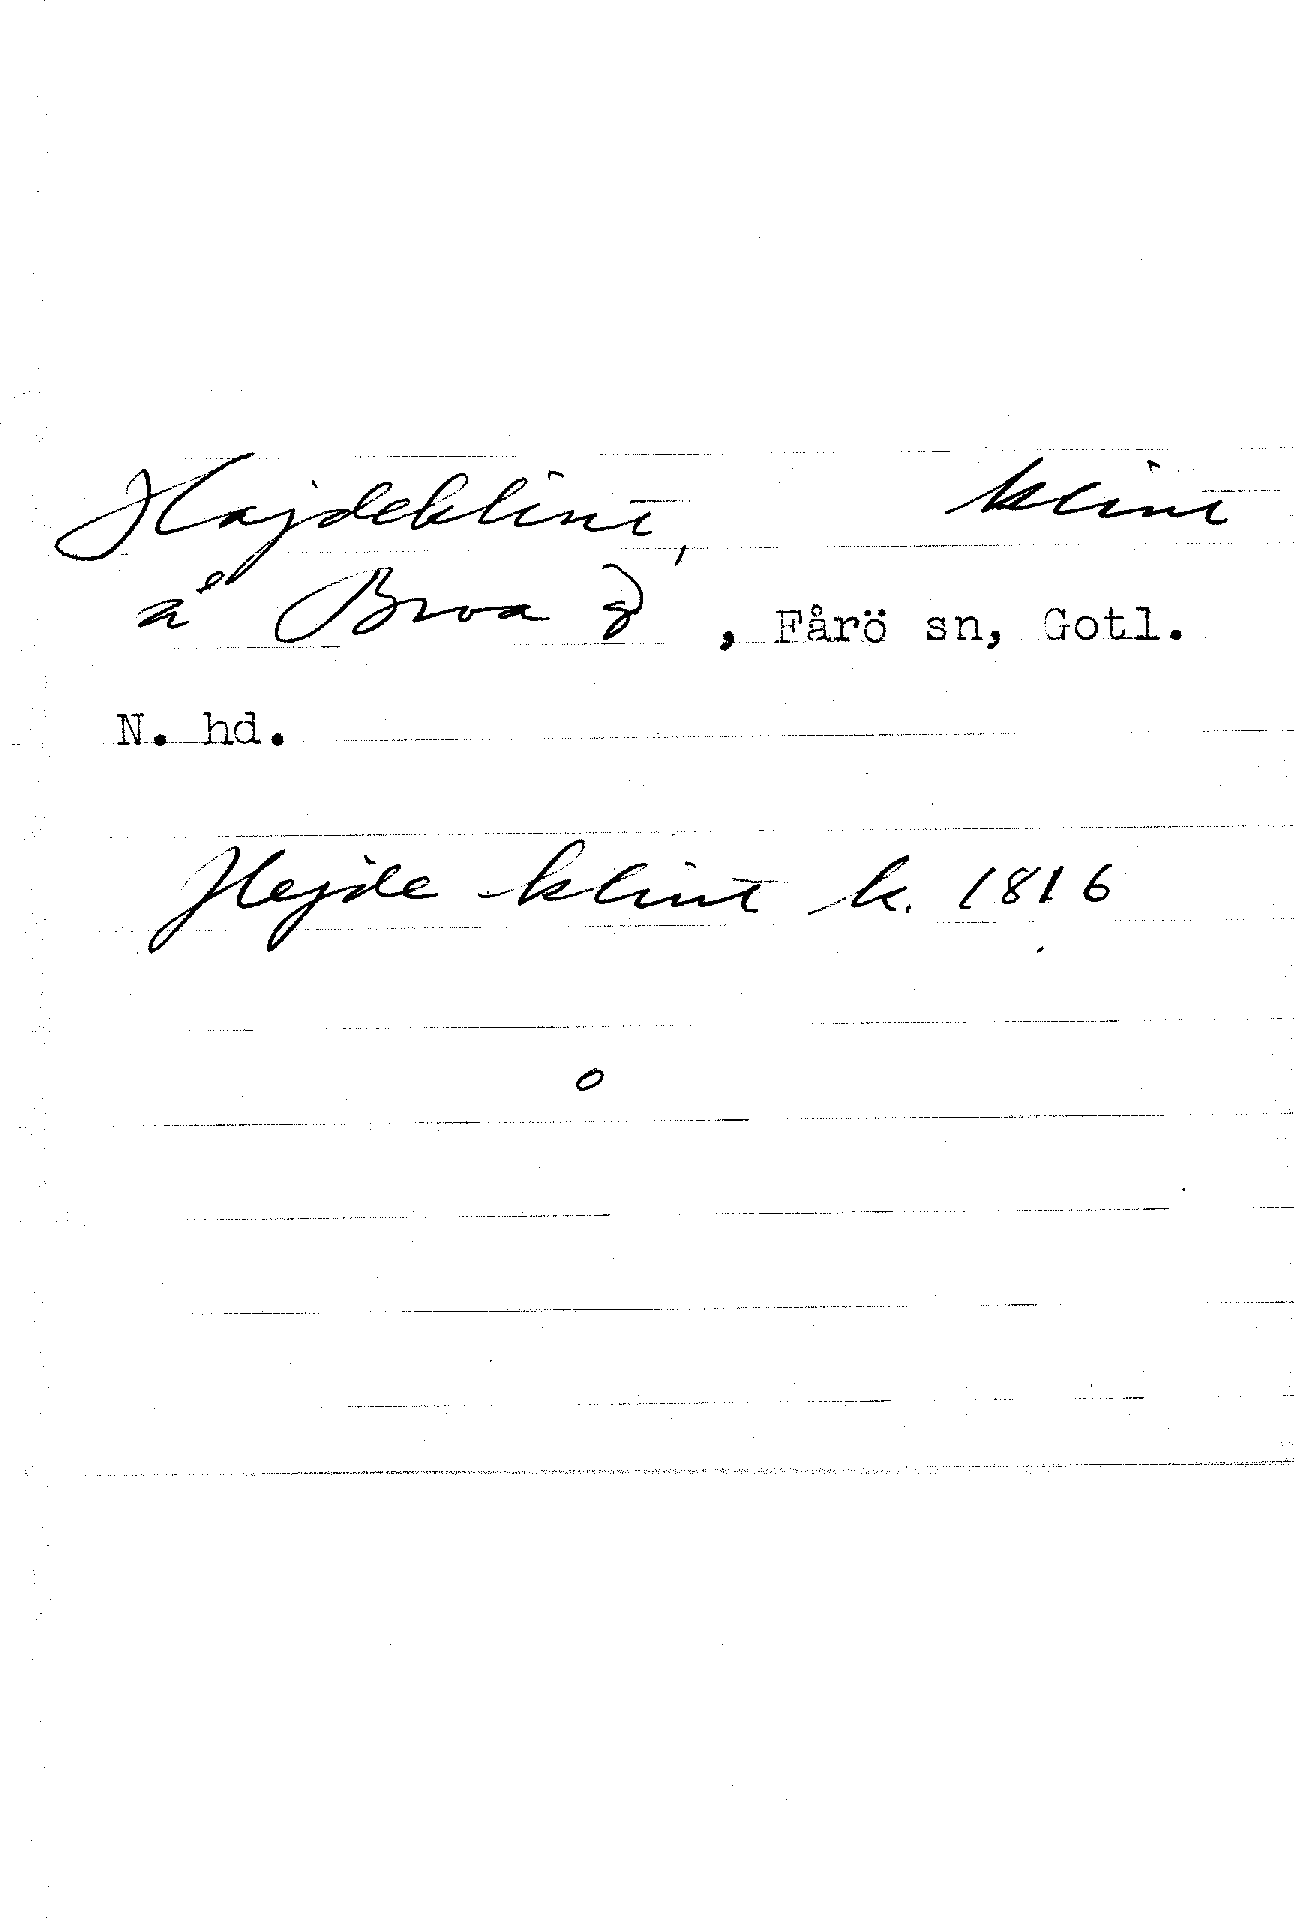 Hajdeklint, klint
å Broa , Fårö sn, Gotl.
N. hd.
Hejde klint k. 1816